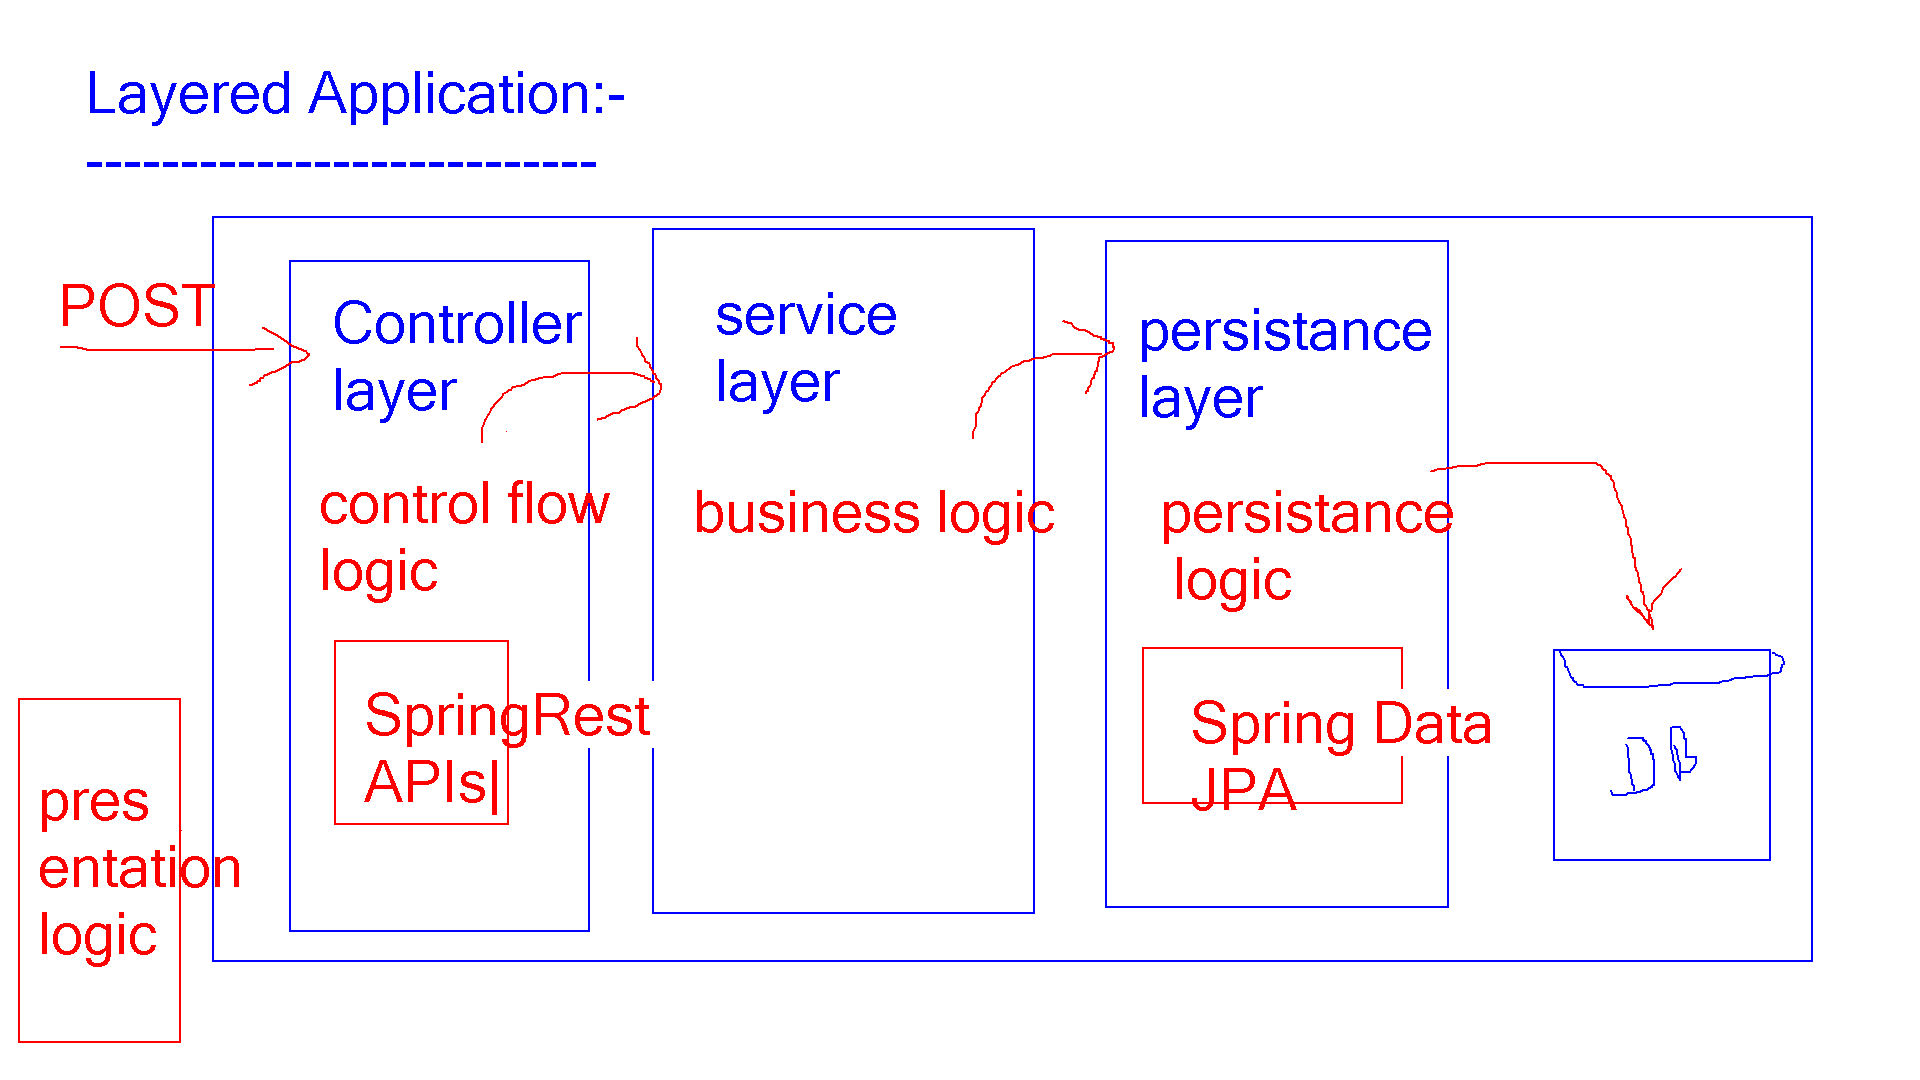 Layered Application:-
---------------------------
POST
Controller
layer
control flow
logic
SpringRest
APIs|
service
layer
business logic
persistance
layer
persistance
logic
Spring Data
JPA
DB
pres
entation
logic